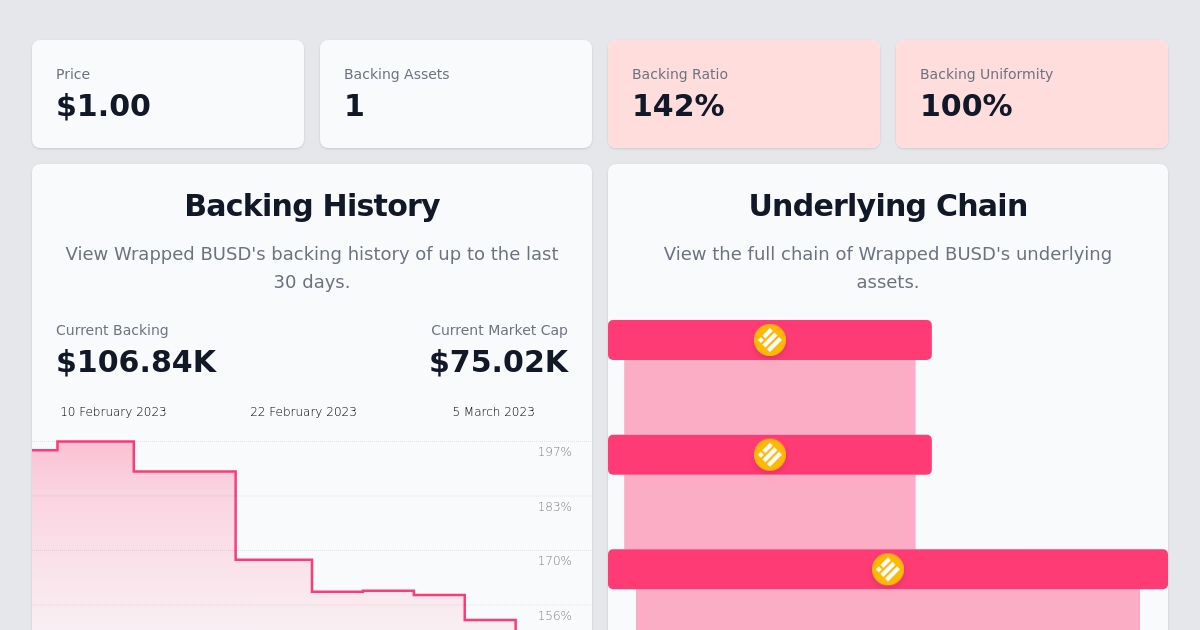 Price
$1.00
Backing Assets
1
Backing Ratio
142%
Backing Uniformity
100%
Backing History
View Wrapped BUSD's backing history of up to the last
30 days.
Current Backing
$106.84K
Current Market Cap
$75.02K
10 February 2023
22 February 2023
5 March 2023
197%
183%
170%
156%
Underlying Chain
View the full chain of Wrapped BUSD's underlying
assets.